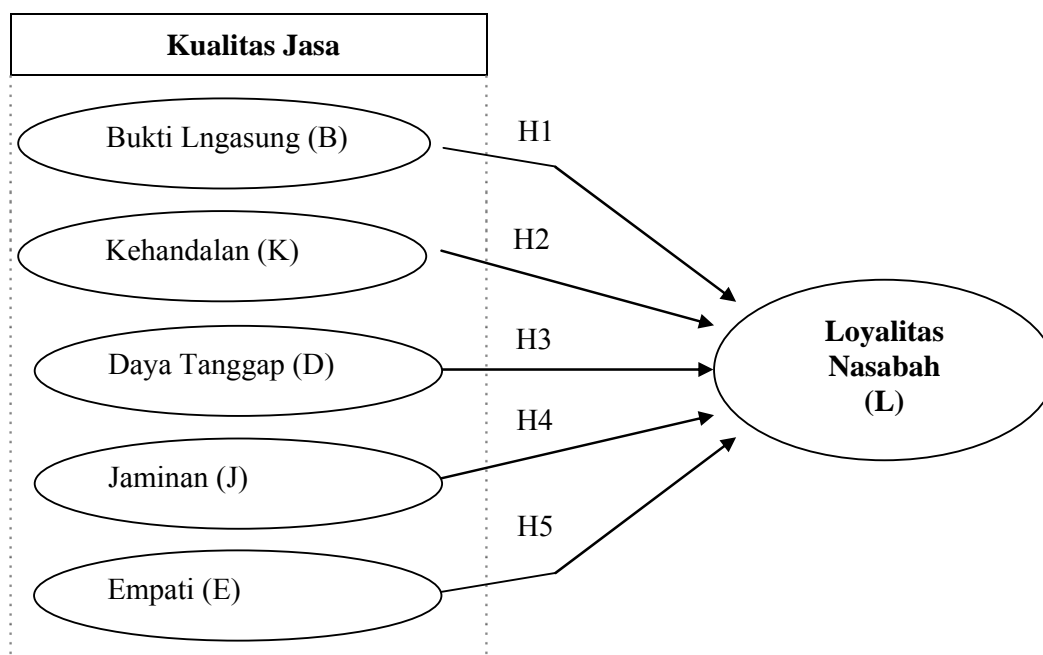 Kualitas Jasa
Bukti Lngasung (B)
H1
Kehandalan (K)
H2
Daya Tanggap (D)
H3
Loyalitas
Nasabah
(L)
Jaminan (J)
H4
Empati (E)
H5